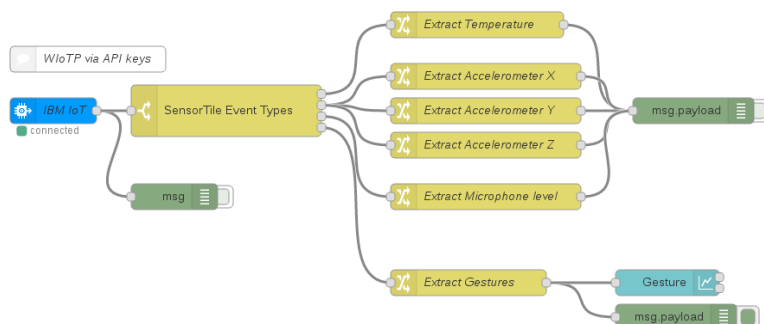 Extract Temperature
WIoTP via API keys
Extract Accelerometer X
IBM IoT
SensorTile Event Types
Extract Accelerometer Y
msg.payload
connected
Extract Accelerometer Z
msg
Extract Microphone level
Extract Gestures
Gesture
msg.payload